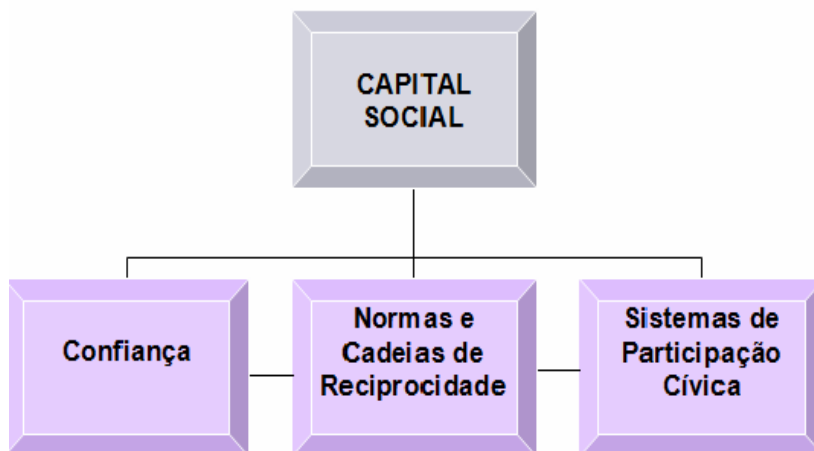 CAPITAL
SOCIAL
Confiança
Normas e
Cadeias de
Reciprocidade
Sistemas de
Participação
Cívica